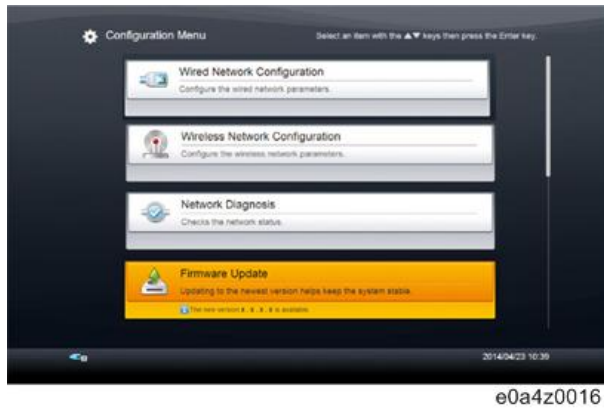 Configuration Menu
Select an item with the ▲▼ keys then press the Enter key.
Wired Network Configuration
Configure the wired network parameters.
Wireless Network Configuration
Configure the wireless network parameters.
Network Diagnosis
Checks the network status.
Firmware Update
Updating to the newest version helps keep the system stable.
The new version #.#.#.# is available.
2014/04/23 10:39
e0a4z0016